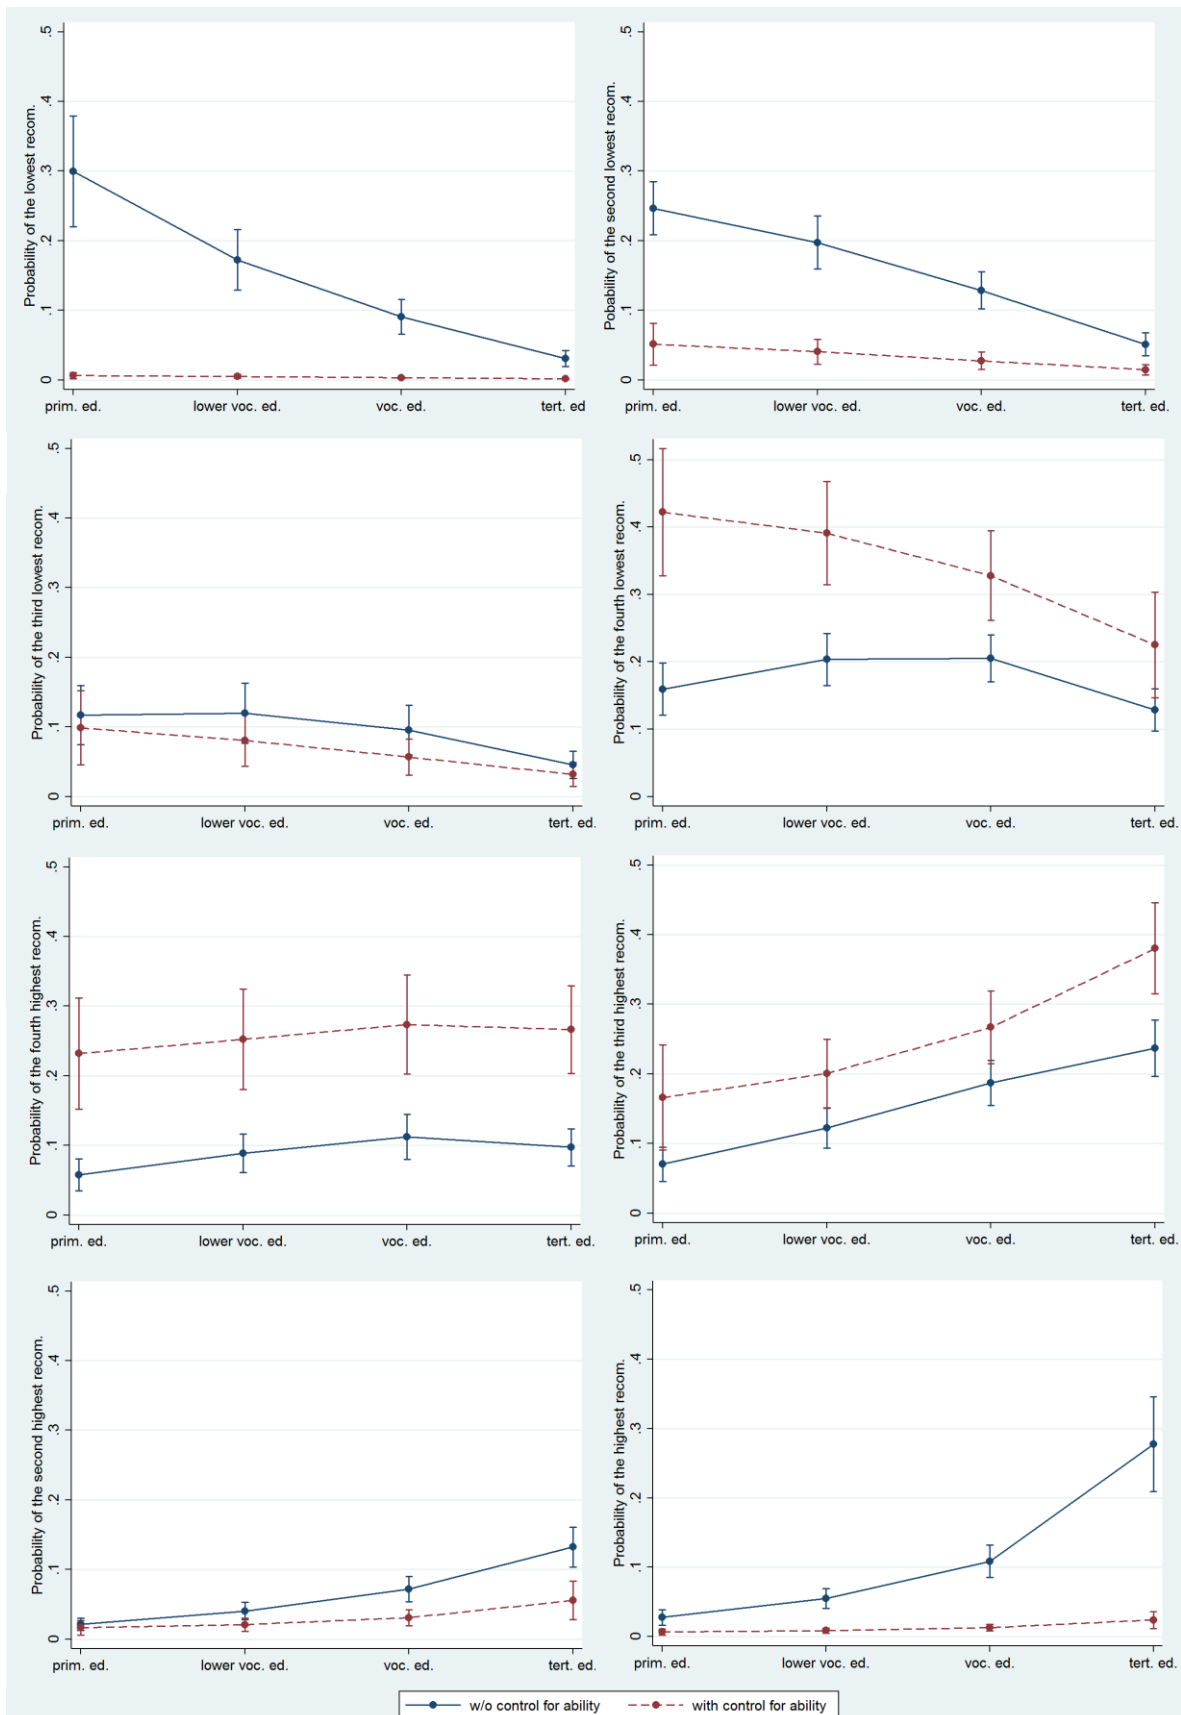 Probability of the lowest recom.
.5
.4
.3
.2
.1
0
prim. ed.
lower voc. ed.
voc. ed.
tert. ed
Pobability of the second lowest recom.
.5
.4
.3
.2
.1
0
prim. ed.
lower voc. ed.
voc. ed.
tert. ed.
Probability of the third lowest recom.
.5
.4
.3
.2
.1
0
prim. ed.
lower voc. ed.
voc. ed.
tert. ed.
Probability of the fourth lowest recom.
.5
.4
.3
.2
.1
0
prim. ed.
lower voc. ed.
voc. ed.
tert. ed.
Probability of the fourth highest recom.
.5
.4
.3
.2
.1
0
prim. ed.
lower voc. ed.
voc. ed.
tert. ed.
Probability of the third highest recom.
.5
.4
.3
.2
.1
0
prim. ed.
lower voc. ed.
voc. ed.
tert. ed.
Probability of the second highest recom.
.5
.4
.3
.2
.1
0
prim. ed.
lower voc. ed.
voc. ed.
tert. ed.
Probability of the highest recom.
.5
.4
.3
.2
.1
0
prim. ed.
lower voc. ed.
voc. ed.
tert. ed.
w/o control for ability
with control for ability